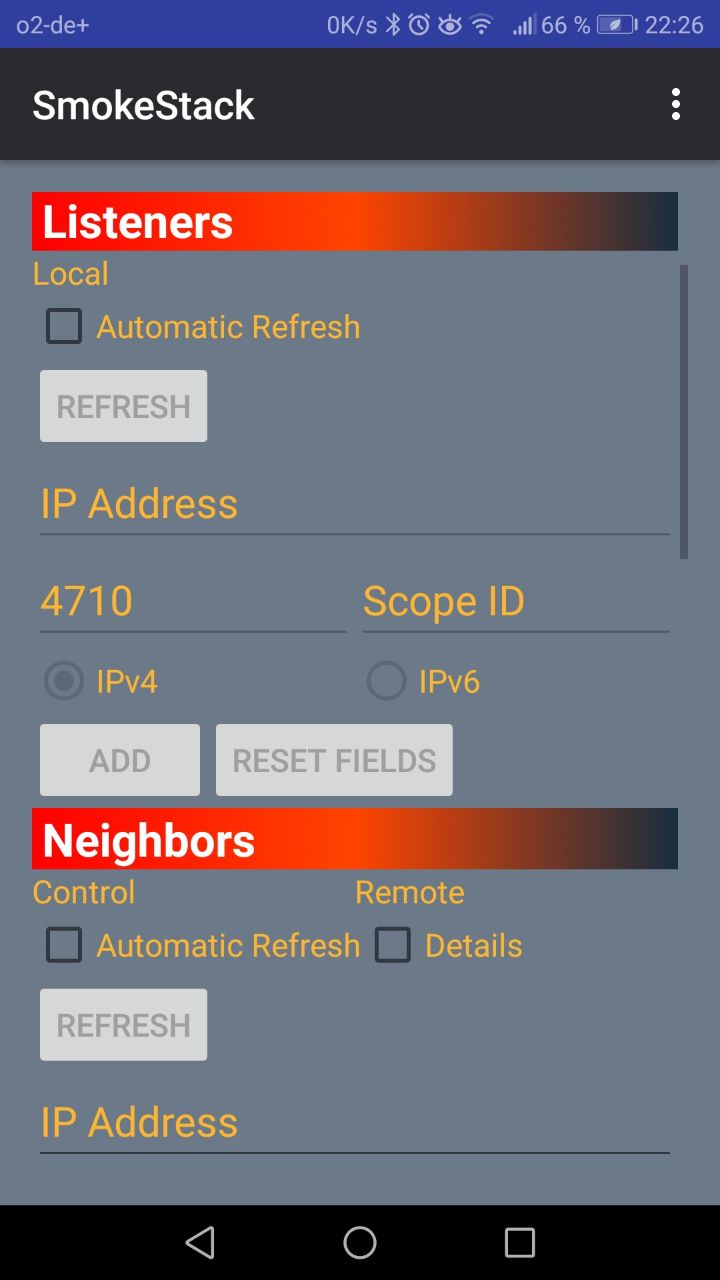 o2-de+ 0K/s 66 % 22:26
SmokeStack
Listeners
Local
Automatic Refresh
REFRESH
IP Address
4710 Scope ID
IPv4 IPv6
ADD RESET FIELDS
Neighbors
Control Remote
Automatic Refresh Details
REFRESH
IP Address